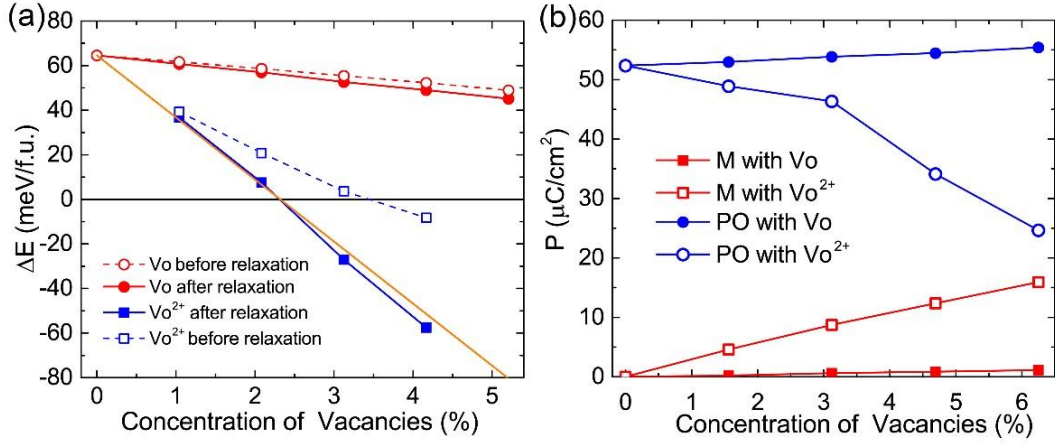 (a)
80
60
40
20
0
-20
-40
-60
-80
ΔE (meV/f.u.)
Vo before relaxation
Vo after relaxation
Vo²⁺ after relaxation
Vo²⁺ before relaxation
0 1 2 3 4 5
Concentration of Vacancies (%)
(b)
60
50
40
30
20
10
0
P (μC/cm²)
M with Vo
M with Vo²⁺
PO with Vo
PO with Vo²⁺
0 1 2 3 4 5 6
Concentration of Vacancies (%)